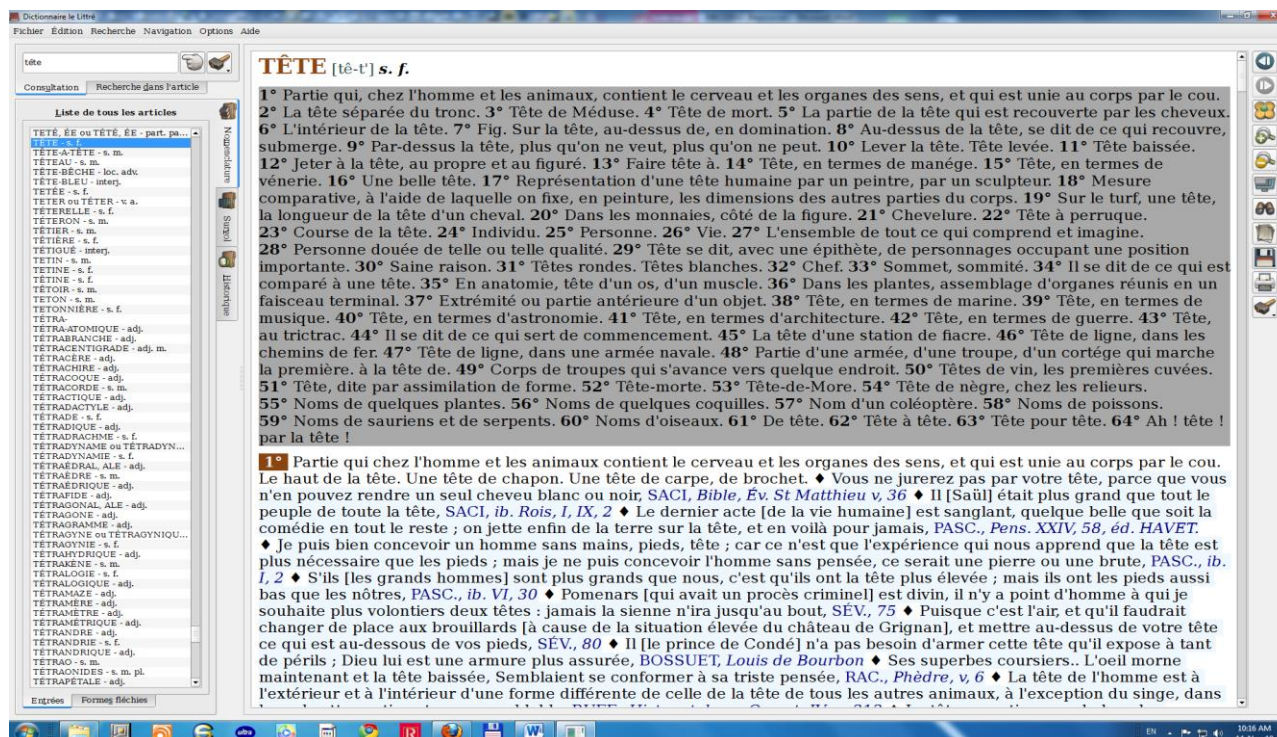 Dictionnaire le Littré
Fichier Édition Recherche Navigation Options Aide
tête
Consultation Recherche dans l'article
Liste de tous les articles
TETÉ, ÉE ou TÉTÉ, ÉE - part. pa...
TÊTE - s. f.
TÊTE-À-TÊTE - s. m.
TÊTEAU - s. m.
TÊTE-BÊCHE - loc. adv.
TÊTE-BLEU - interj.
TETÉE - s. f.
TETER ou TÉTER - v. a.
TÉTERELLE - s. f.
TÉTERON - s. m.
TÊTIER - s. m.
TÊTIÈRE - s. f.
TÉTIGUÉ - interj.
TETIN - s. m.
TETINE - s. f.
TÉTINE - s. f.
TÉTOIR - s. m.
TETON - s. m.
TETONNIÈRE - s. f.
TÉTRA-
TÉTRA-ATOMIQUE - adj.
TÉTRABRANCHE - adj.
TÉTRACENTIGRADE - adj. m.
TÉTRACÈRE - adj.
TÉTRACHIRE - adj.
TÉTRACOQUE - adj.
TÉTRACORDE - s. m.
TÉTRACTIQUE - adj.
TÉTRADACTYLE - adj.
TÉTRADE - s. f.
TÉTRADIQUE - adj.
TÉTRADRACHME - s. f.
TÉTRADYNAME ou TÉTRADYN...
TÉTRADYNAMIE - s. f.
TÉTRAÉDRAL, ALE - adj.
TÉTRAÈDRE - s. m.
TÉTRAÉDRIQUE - adj.
TÉTRAFIDE - adj.
TÉTRAGONAL, ALE - adj.
TÉTRAGONE - adj.
TÉTRAGRAMME - adj.
TÉTRAGYNE ou TÉTRAGYNIQU...
TÉTRAGYNIE - s. f.
TÉTRAHYDRIQUE - adj.
TÉTRAKÈNE - s. m.
TÉTRALOGIE - s. f.
TÉTRALOGIQUE - adj.
TÉTRAMAZE - adj.
TÉTRAMÈRE - adj.
TÉTRAMÈTRE - adj.
TÉTRAMÉTRIQUE - adj.
TÉTRANDRE - adj.
TÉTRANDRIE - s. f.
TÉTRANDRIQUE - adj.
TÉTRAO - s. m.
TÉTRAONIDES - s. m. pl.
TÉTRAPÉTALE - adj.
Entrées Formes fléchies
Nomenclature
Surgol
Historique
TÊTE [tê-t'] s. f.
1° Partie qui, chez l'homme et les animaux, contient le cerveau et les organes des sens, et qui est unie au corps par le cou.
2° La tête séparée du tronc. 3° Tête de Méduse. 4° Tête de mort. 5° La partie de la tête qui est recouverte par les cheveux.
6° L'intérieur de la tête. 7° Fig. Sur la tête, au-dessus de, en domination. 8° Au-dessus de la tête, se dit de ce qui recouvre,
submerge. 9° Par-dessus la tête, plus qu'on ne veut, plus qu'on ne peut. 10° Lever la tête. Tête levée. 11° Tête baissée.
12° Jeter à la tête, au propre et au figuré. 13° Faire tête à. 14° Tête, en termes de manége. 15° Tête, en termes de
vénerie. 16° Une belle tête. 17° Représentation d'une tête humaine par un peintre, par un sculpteur. 18° Mesure
comparative, à l'aide de laquelle on fixe, en peinture, les dimensions des autres parties du corps. 19° Sur le turf, une tête,
la longueur de la tête d'un cheval. 20° Dans les monnaies, côté de la figure. 21° Chevelure. 22° Tête à perruque.
23° Course de la tête. 24° Individu. 25° Personne. 26° Vie. 27° L'ensemble de tout ce qui comprend et imagine.
28° Personne douée de telle ou telle qualité. 29° Tête se dit, avec une épithète, de personnages occupant une position
importante. 30° Saine raison. 31° Têtes rondes. Têtes blanches. 32° Chef. 33° Sommet, sommité. 34° Il se dit de ce qui est
comparé à une tête. 35° En anatomie, tête d'un os, d'un muscle. 36° Dans les plantes, assemblage d'organes réunis en un
faisceau terminal. 37° Extrémité ou partie antérieure d'un objet. 38° Tête, en termes de marine. 39° Tête, en termes de
musique. 40° Tête, en termes d'astronomie. 41° Tête, en termes d'architecture. 42° Tête, en termes de guerre. 43° Tête,
au trictrac. 44° Il se dit de ce qui sert de commencement. 45° La tête d'une station de fiacre. 46° Tête de ligne, dans les
chemins de fer. 47° Tête de ligne, dans une armée navale. 48° Partie d'une armée, d'une troupe, d'un cortége qui marche
la première. à la tête de. 49° Corps de troupes qui s'avance vers quelque endroit. 50° Têtes de vin, les premières cuvées.
51° Tête, dite par assimilation de forme. 52° Tête-morte. 53° Tête-de-More. 54° Tête de nègre, chez les relieurs.
55° Noms de quelques plantes. 56° Noms de quelques coquilles. 57° Nom d'un coléoptère. 58° Noms de poissons.
59° Noms de sauriens et de serpents. 60° Noms d'oiseaux. 61° De tête. 62° Tête à tête. 63° Tête pour tête. 64° Ah ! tête !
par la tête !
1° Partie qui chez l'homme et les animaux contient le cerveau et les organes des sens, et qui est unie au corps par le cou.
Le haut de la tête. Une tête de chapon. Une tête de carpe, de brochet. ♦ Vous ne jurerez pas par votre tête, parce que vous
n'en pouvez rendre un seul cheveu blanc ou noir, SACI, Bible, Év. St Matthieu v, 36 ♦ Il [Saül] était plus grand que tout le
peuple de toute la tête, SACI, ib. Rois, I, IX, 2 ♦ Le dernier acte [de la vie humaine] est sanglant, quelque belle que soit la
comédie en tout le reste ; on jette enfin de la terre sur la tête, et en voilà pour jamais, PASC., Pens. XXIV, 58, éd. HAVET.
♦ Je puis bien concevoir un homme sans mains, pieds, tête ; car ce n'est que l'expérience qui nous apprend que la tête est
plus nécessaire que les pieds ; mais je ne puis concevoir l'homme sans pensée, ce serait une pierre ou une brute, PASC., ib.
I, 2 ♦ S'ils [les grands hommes] sont plus grands que nous, c'est qu'ils ont la tête plus élevée ; mais ils ont les pieds aussi
bas que les nôtres, PASC., ib. VI, 30 ♦ Pomenars [qui avait un procès criminel] est divin, il n'y a point d'homme à qui je
souhaite plus volontiers deux têtes : jamais la sienne n'ira jusqu'au bout, SÉV., 75 ♦ Puisque c'est l'air, et qu'il faudrait
changer de place aux brouillards [à cause de la situation élevée du château de Grignan], et mettre au-dessus de votre tête
ce qui est au-dessous de vos pieds, SÉV., 80 ♦ Il [le prince de Condé] n'a pas besoin d'armer cette tête qu'il expose à tant
de périls ; Dieu lui est une armure plus assurée, BOSSUET, Louis de Bourbon ♦ Ses superbes coursiers.. L'oeil morne
maintenant et la tête baissée, Semblaient se conformer à sa triste pensée, RAC., Phèdre, v, 6 ♦ La tête de l'homme est à
l'extérieur et à l'intérieur d'une forme différente de celle de la tête de tous les autres animaux, à l'exception du singe, dans
EN 10:16 AM